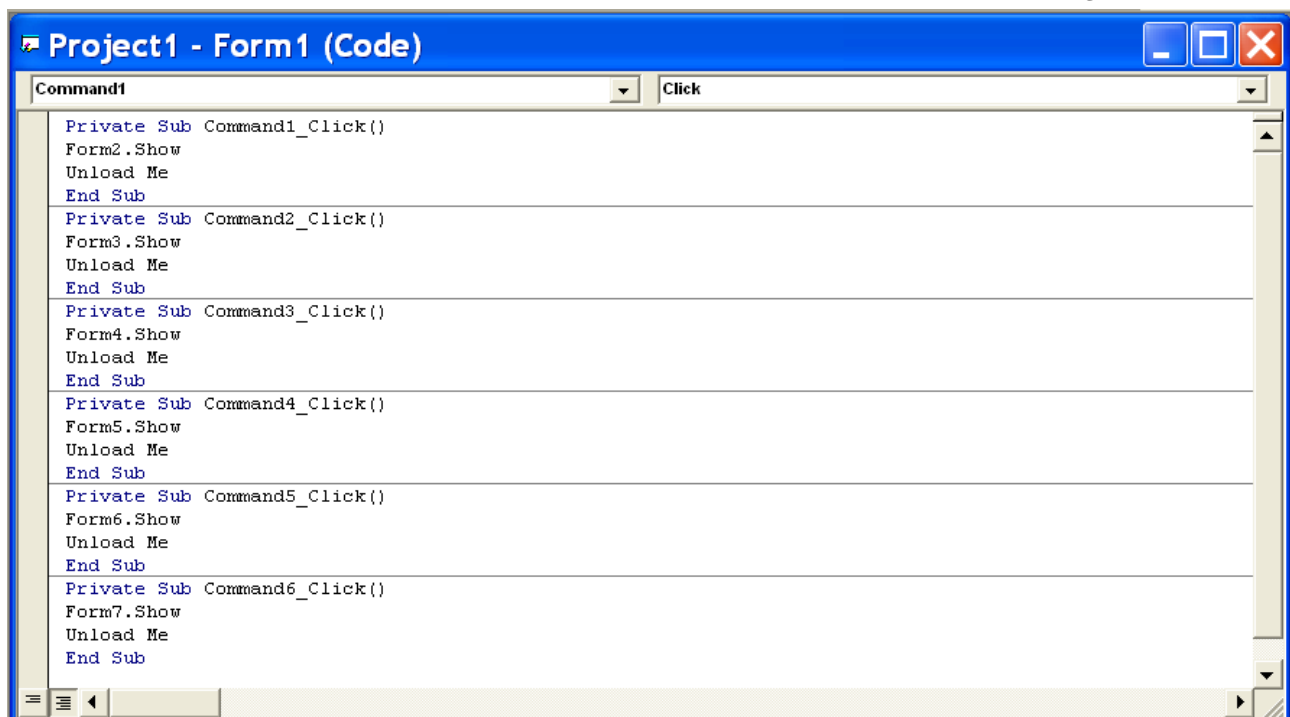 Project1 - Form1 (Code)
Command1 Click
Private Sub Command1_Click()
Form2.Show
Unload Me
End Sub
Private Sub Command2_Click()
Form3.Show
Unload Me
End Sub
Private Sub Command3_Click()
Form4.Show
Unload Me
End Sub
Private Sub Command4_Click()
Form5.Show
Unload Me
End Sub
Private Sub Command5_Click()
Form6.Show
Unload Me
End Sub
Private Sub Command6_Click()
Form7.Show
Unload Me
End Sub